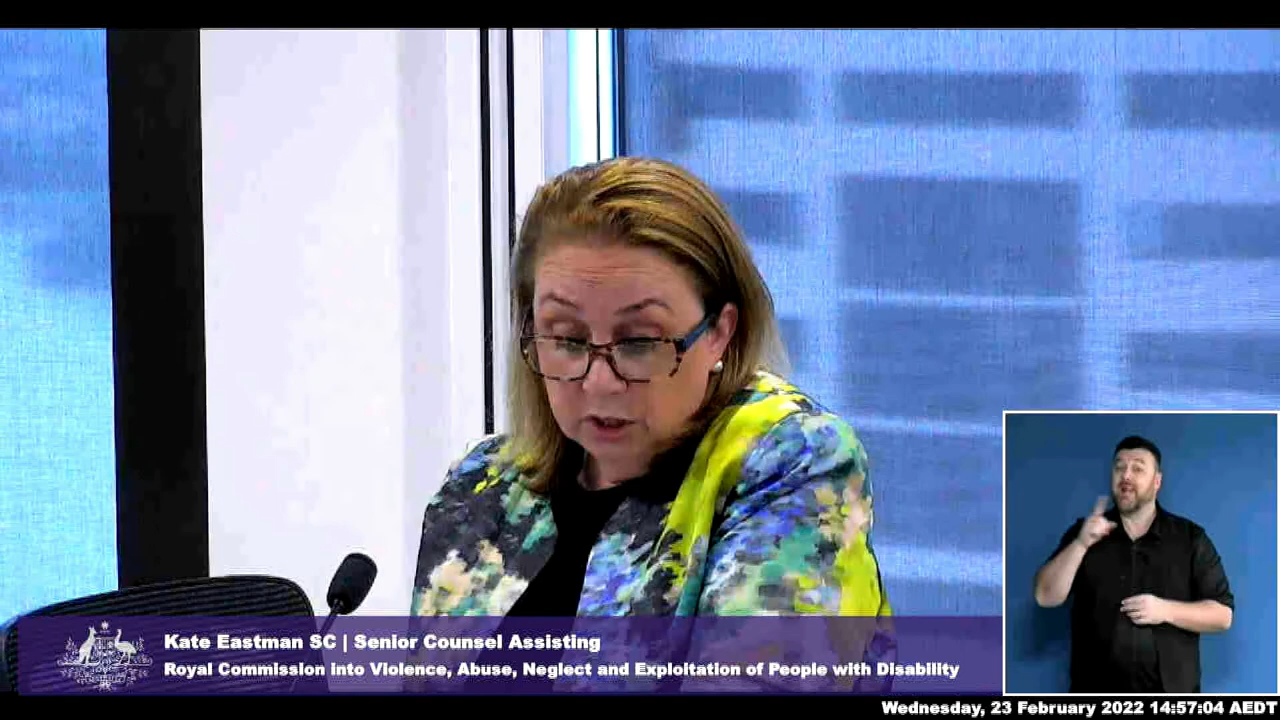 Kate Eastman SC | Senior Counsel Assisting
Royal Commission into Violence, Abuse, Neglect and Exploitation of People with Disability
Wednesday, 23 February 2022 14:57:04 AEDT